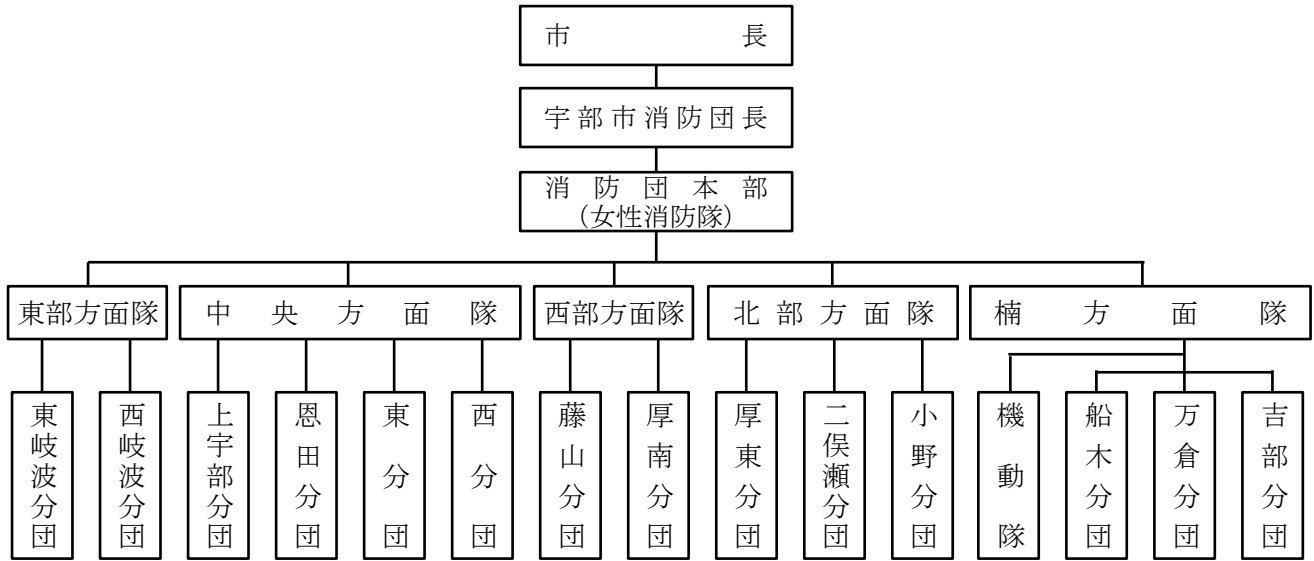 市長
宇部市消防団長
消防団本部
（女性消防隊）
東部方面隊
中央方面隊
西部方面隊
北部方面隊
楠方面隊
東岐波分団
西岐波分団
上宇部分団
恩田分団
東分団
西分団
藤山分団
厚南分団
厚東分団
二俣瀬分団
小野分団
機動隊
船木分団
万倉分団
吉部分団